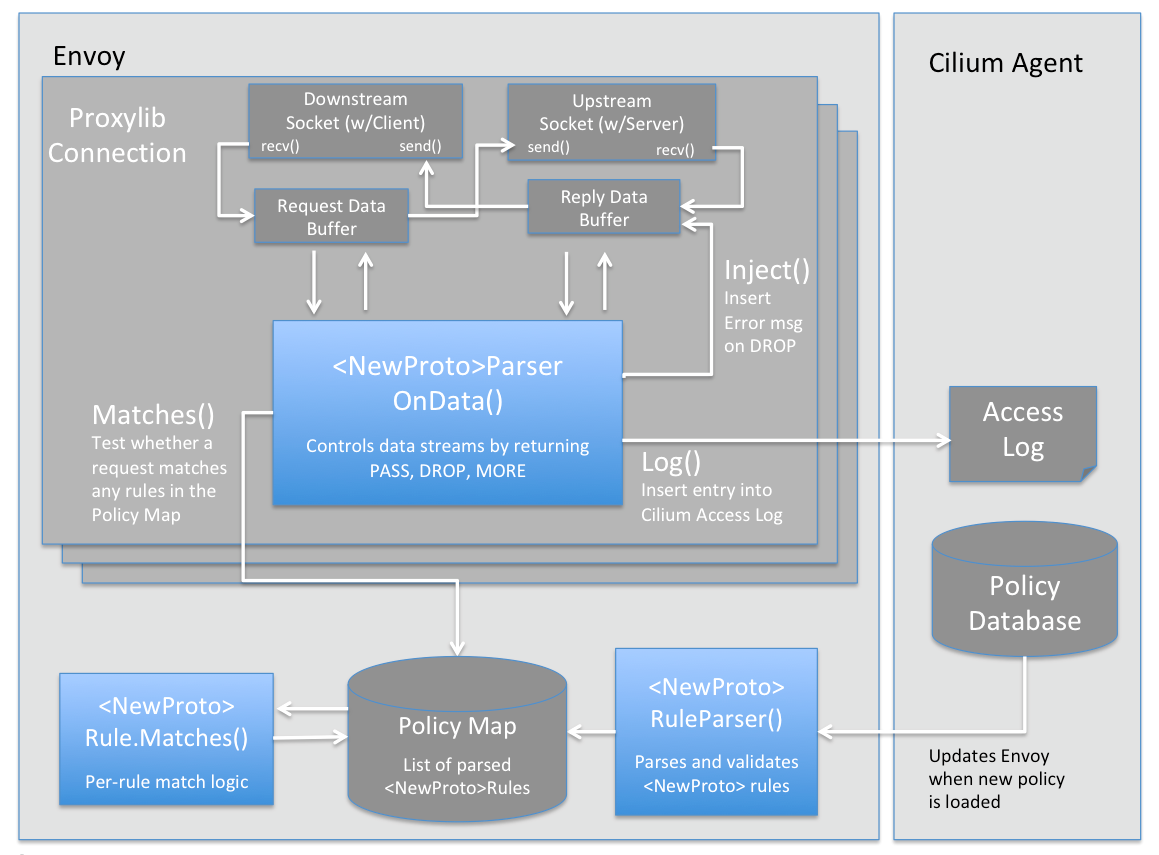 Envoy
Cilium Agent
Proxylib
Connection
Downstream
Socket (w/Client)
recv()
send()
Upstream
Socket (w/Server)
send()
recv()
Request Data
Buffer
Reply Data
Buffer
Inject()
Insert
Error msg
on DROP
<NewProto>Parser
OnData()
Controls data streams by returning
PASS, DROP, MORE
Matches()
Test whether a
request matches
any rules in the
Policy Map
Log()
Insert entry into
Cilium Access Log
Access
Log
Policy
Database
<NewProto>
Rule.Matches()
Per-rule match logic
Policy Map
List of parsed
<NewProto>Rules
<NewProto>
RuleParser()
Parses and validates
<NewProto> rules
Updates Envoy
when new policy
is loaded